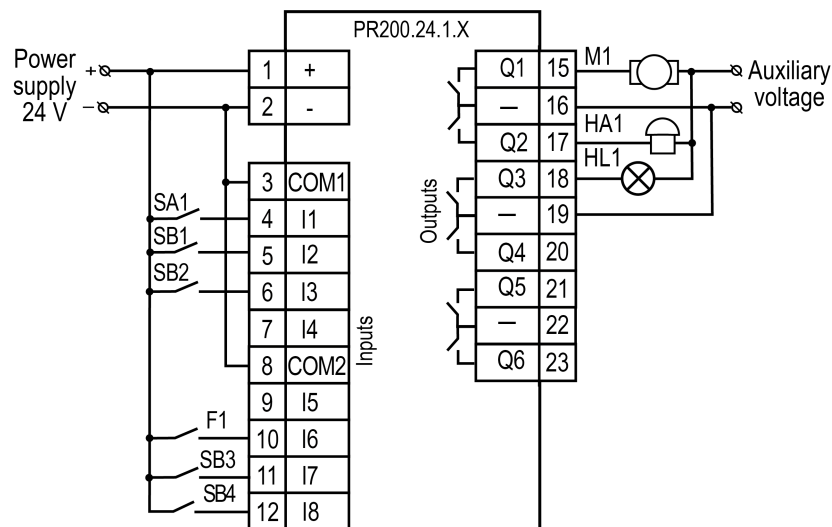 PR200.24.1.X
Power
supply
24 V
+
–
1 +
2 -
3 COM1
SA1
4 I1
SB1
5 I2
SB2
6 I3
7 I4
8 COM2
9 I5
F1
10 I6
SB3
11 I7
SB4
12 I8
Inputs
Outputs
Q1 15 M1
— 16
Q2 17 HA1
HL1
Q3 18
— 19
Q4 20
Q5 21
— 22
Q6 23
Auxiliary
voltage